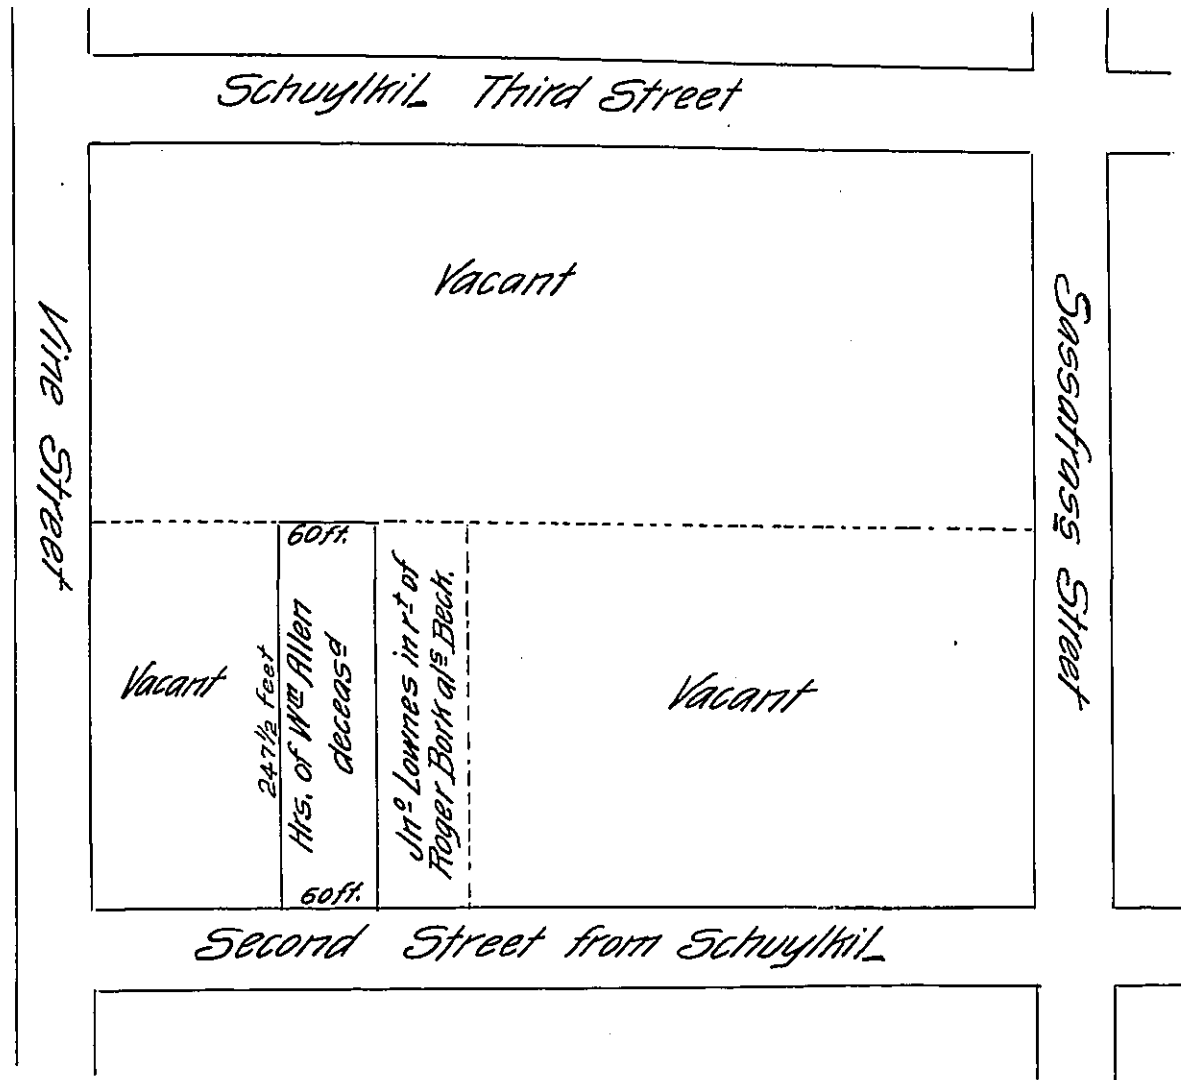 Schuylkil Third Street
Vine Street
Sassafrass Street
Vacant
60ft.
247½ feet
Hrs. of Wᵐ Allen
deceasᵈ
Jnº Lownes in rᵗ of
Roger Bork alˢ Beck.
Vacant
Vacant
60ft.
Second Street from Schuylkil